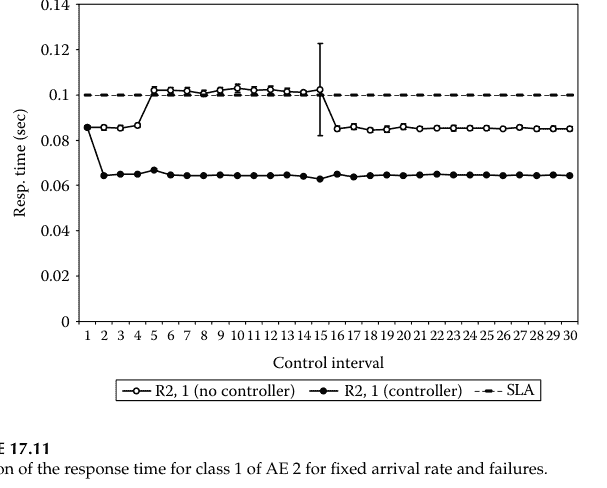 0.14
0.12
0.1
0.08
0.06
0.04
0.02
0
Resp. time (sec)
1 2 3 4 5 6 7 8 9 10 11 12 13 14 15 16 17 18 19 20 21 22 23 24 25 26 27 28 29 30
Control interval
R2, 1 (no controller) R2, 1 (controller) SLA
E 17.11
on of the response time for class 1 of AE 2 for fixed arrival rate and failures.